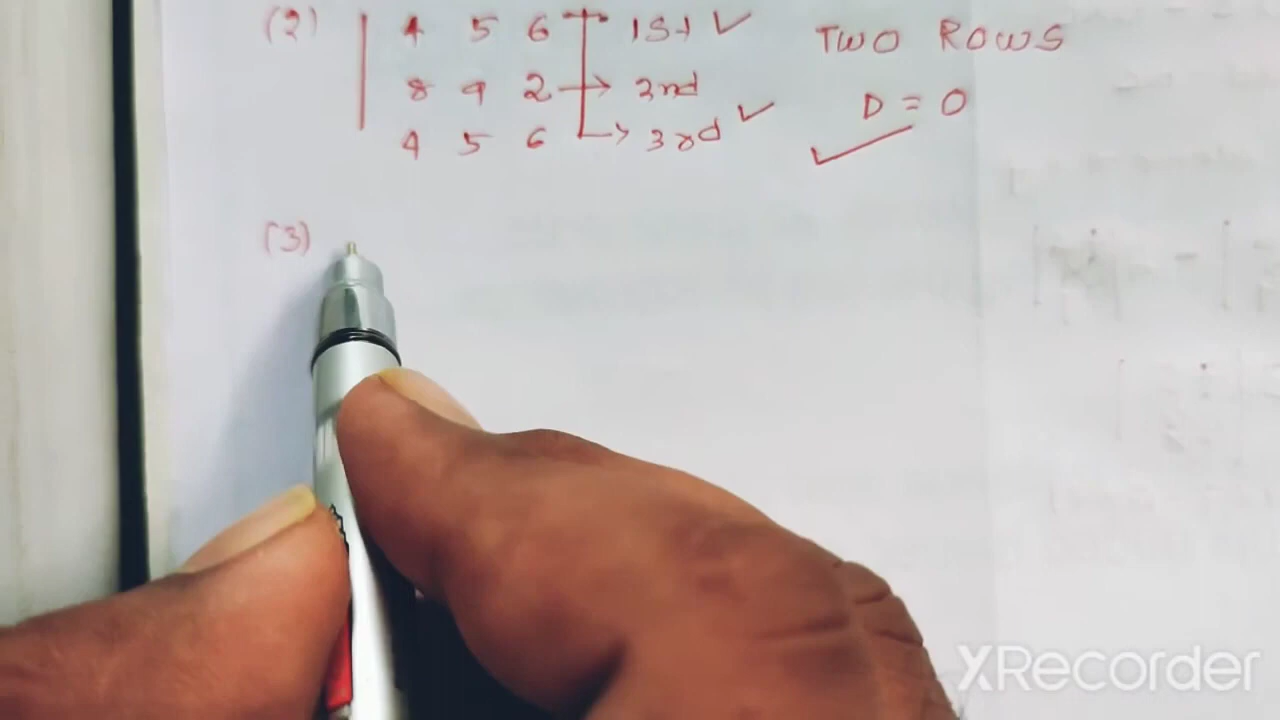 (2) | 4 5 6 → 1st ✓ TWO ROWS
8 9 2 → 2nd D = 0
4 5 6 → 3rd ✓ ✓
(3)
XRecorder